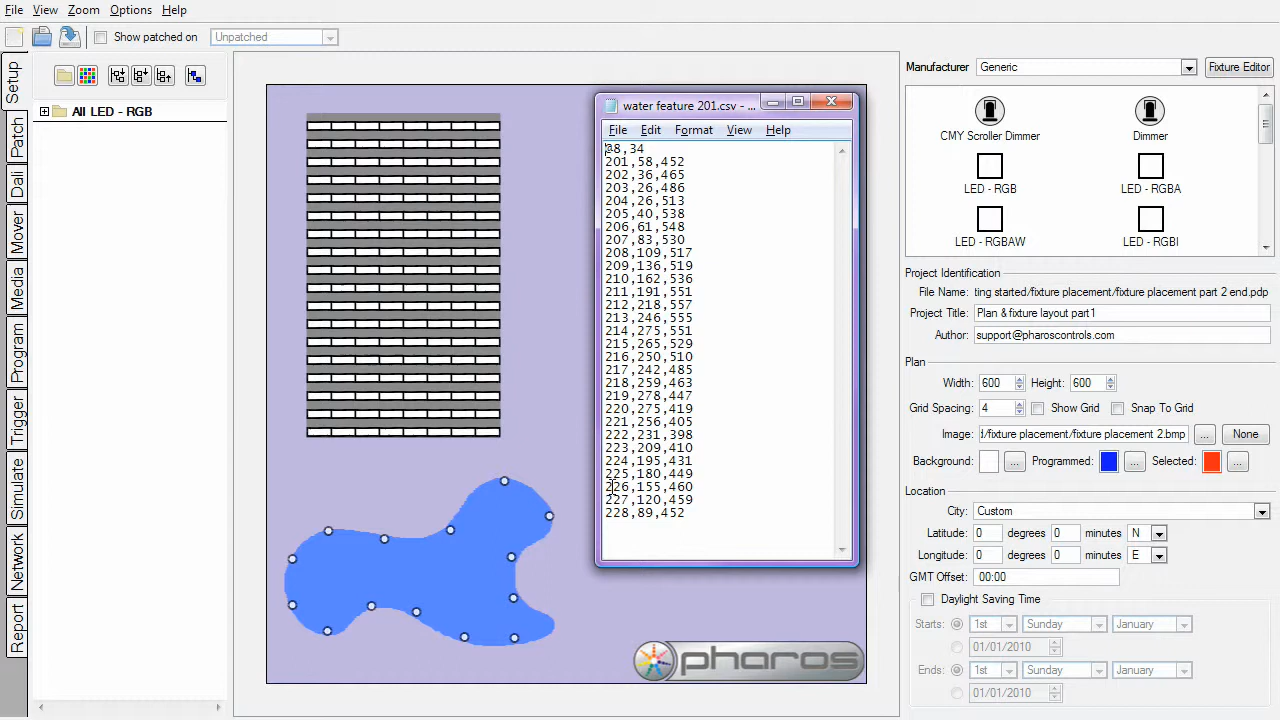 File View Zoom Options Help
Show patched on Unpatched
Setup
Patch
Dali
Mover
Media
Program
Trigger
Simulate
Network
Report
All LED - RGB
water feature 201.csv - ...
File Edit Format View Help
28,34
201,58,452
202,36,465
203,26,486
204,26,513
205,40,538
206,61,548
207,83,530
208,109,517
209,136,519
210,162,536
211,191,551
212,218,557
213,246,555
214,275,551
215,265,529
216,250,510
217,242,485
218,259,463
219,278,447
220,275,419
221,256,405
222,231,398
223,209,410
224,195,431
225,180,449
226,155,460
227,120,459
228,89,452
pharos
Manufacturer Generic Fixture Editor
CMY Scroller Dimmer Dimmer
LED - RGB LED - RGBA
LED - RGBAW LED - RGBI
Project Identification
File Name: ting started/fixture placement/fixture placement part 2 end.pdp
Project Title: Plan & fixture layout part1
Author: support@pharoscontrols.com
Plan
Width: 600 Height: 600
Grid Spacing: 4 Show Grid Snap To Grid
Image: l/fixture placement/fixture placement 2.bmp ... None
Background: ... Programmed: ... Selected: ...
Location
City: Custom
Latitude: 0 degrees 0 minutes N
Longitude: 0 degrees 0 minutes E
GMT Offset: 00:00
Daylight Saving Time
Starts: 1st Sunday January
01/01/2010
Ends: 1st Sunday January
01/01/2010